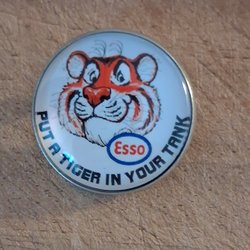 Esso
PUT A TIGER IN YOUR TANK